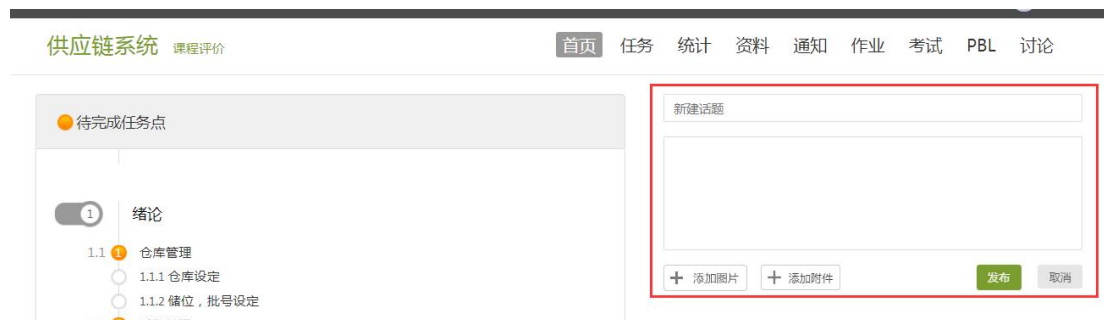 供应链系统 课程评价 首页 任务 统计 资料 通知 作业 考试 PBL 讨论
待完成任务点
1 绪论
1.1 1 仓库管理
1.1.1 仓库设定
1.1.2 储位，批号设定
新建话题
添加图片 添加附件 发布 取消